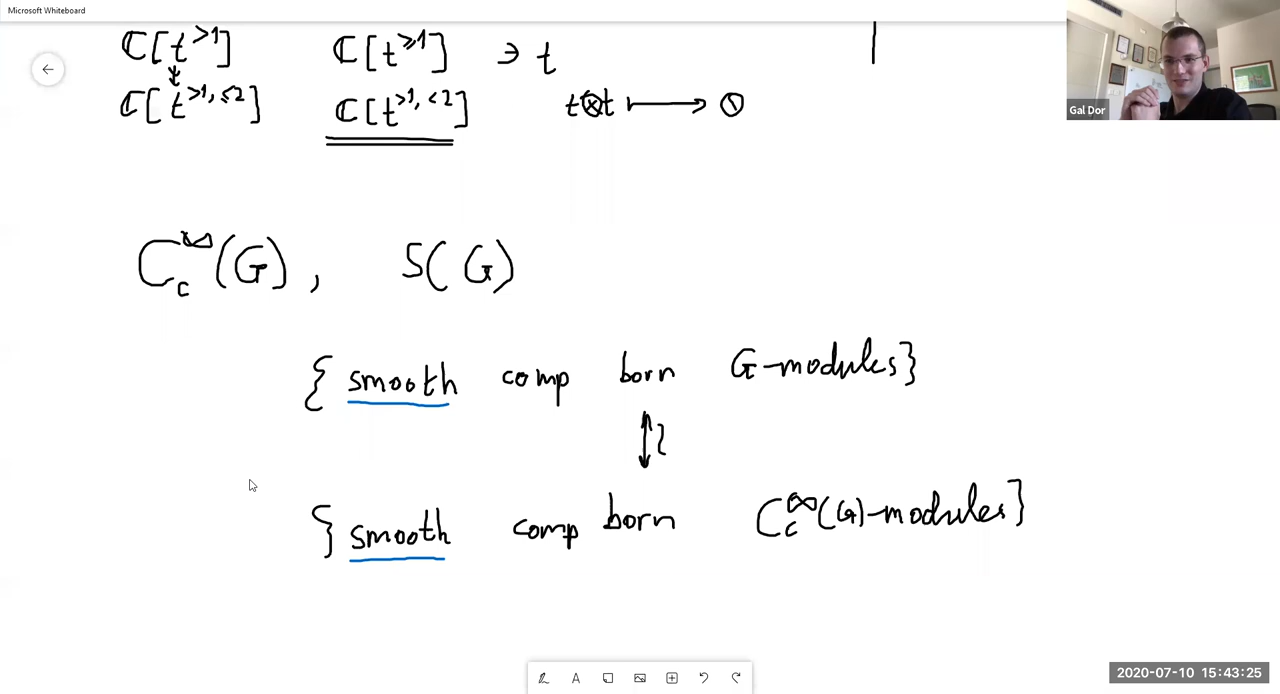 Microsoft Whiteboard
ℂ[t^{>1}] ℂ[t^{≥1}] ∋ t
↓
ℂ[t^{>1, ≤2}] ℂ[t^{>1, <2}] t⊗t ⟼ 0
Gal Dor
C_c^∞(G), S(G)
{ smooth comp born G-modules}
↕≀
{ smooth comp born C_c^∞(G)-modules}
A
2020-07-10 15:43:25